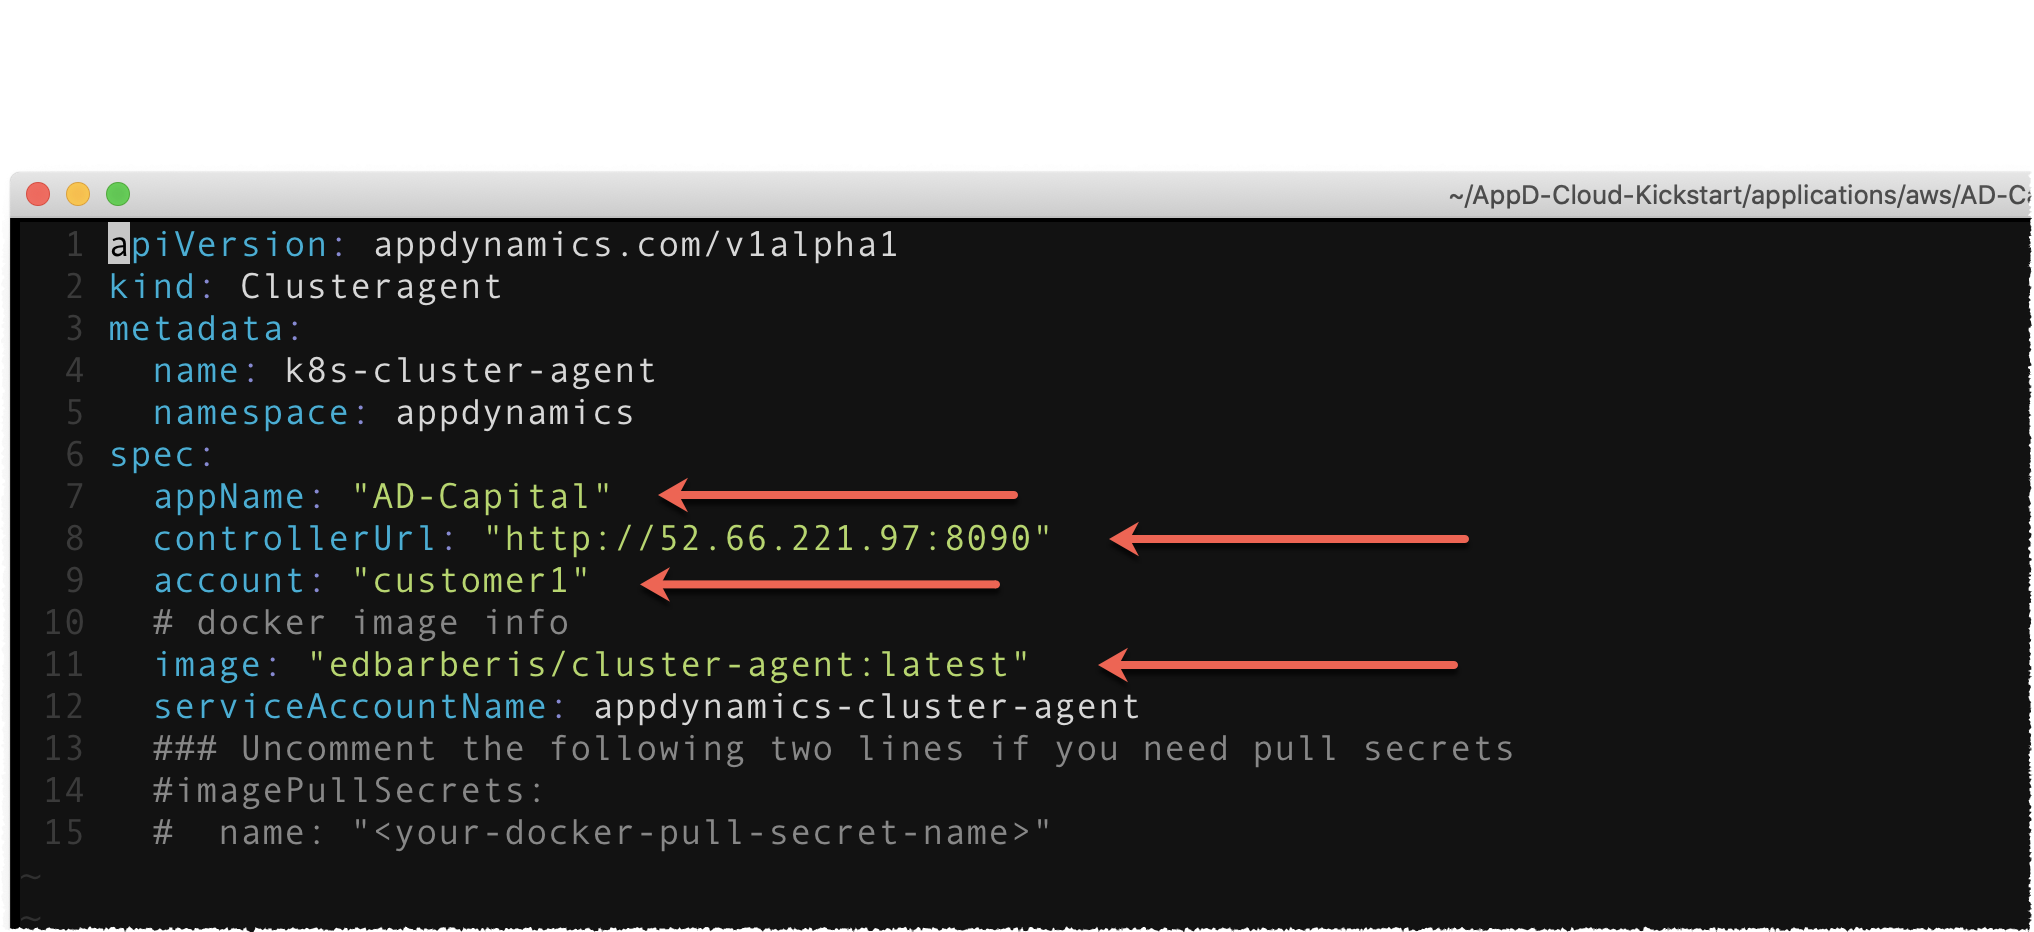 ~/AppD-Cloud-Kickstart/applications/aws/AD-Ca
1 apiVersion: appdynamics.com/v1alpha1
2 kind: Clusteragent
3 metadata:
4   name: k8s-cluster-agent
5   namespace: appdynamics
6 spec:
7   appName: "AD-Capital"
8   controllerUrl: "http://52.66.221.97:8090"
9   account: "customer1"
10   # docker image info
11   image: "edbarberis/cluster-agent:latest"
12   serviceAccountName: appdynamics-cluster-agent
13   ### Uncomment the following two lines if you need pull secrets
14   #imagePullSecrets:
15   #  name: "<your-docker-pull-secret-name>"
~
~